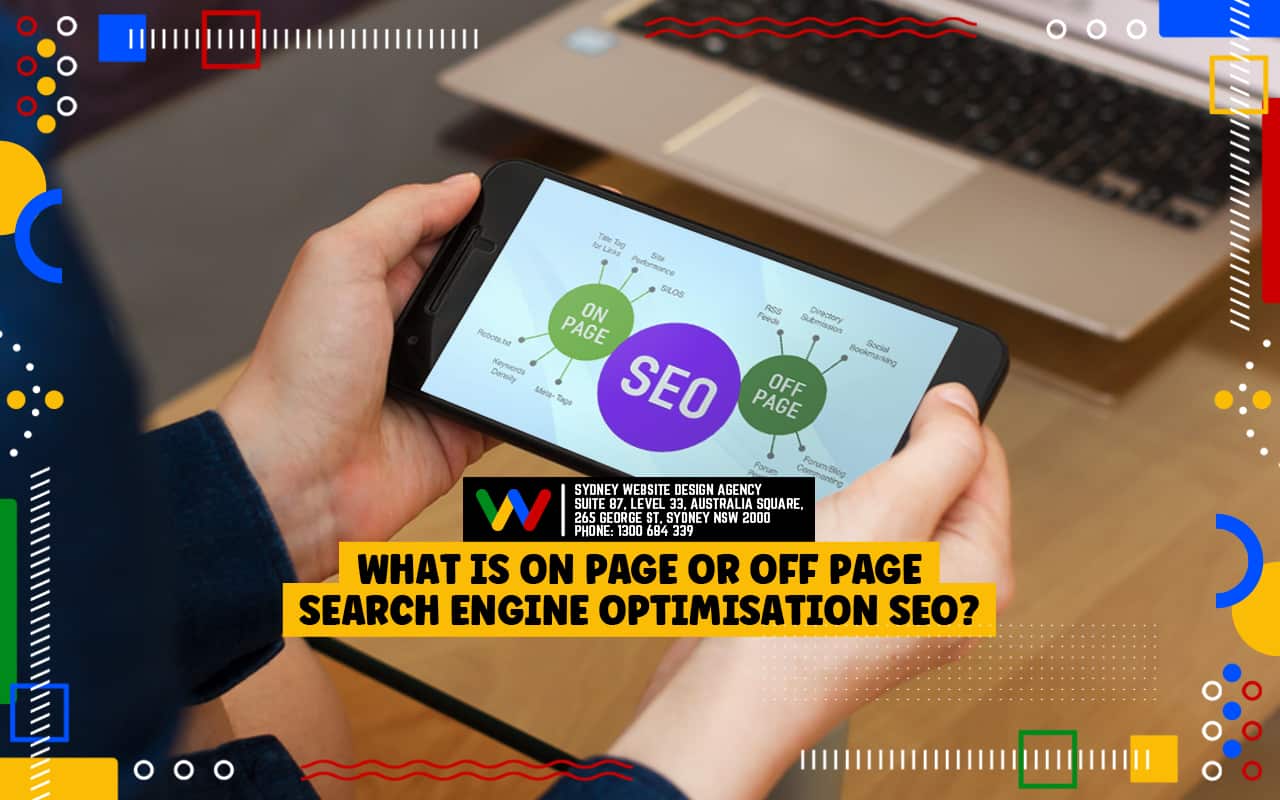 Title Tag
for Links
Site
Performance
SILOS
ON
PAGE
Robots.txt
Keywords
Density
Meta- Tags
SEO
RSS
Feeds
Directory
Submission
Social
Bookmarking
OFF
PAGE
Forum
Forum/Blog
Commenting
SYDNEY WEBSITE DESIGN AGENCY
SUITE 87, LEVEL 33, AUSTRALIA SQUARE,
265 GEORGE ST, SYDNEY NSW 2000
PHONE: 1300 684 339
WHAT IS ON PAGE OR OFF PAGE
SEARCH ENGINE OPTIMISATION SEO?